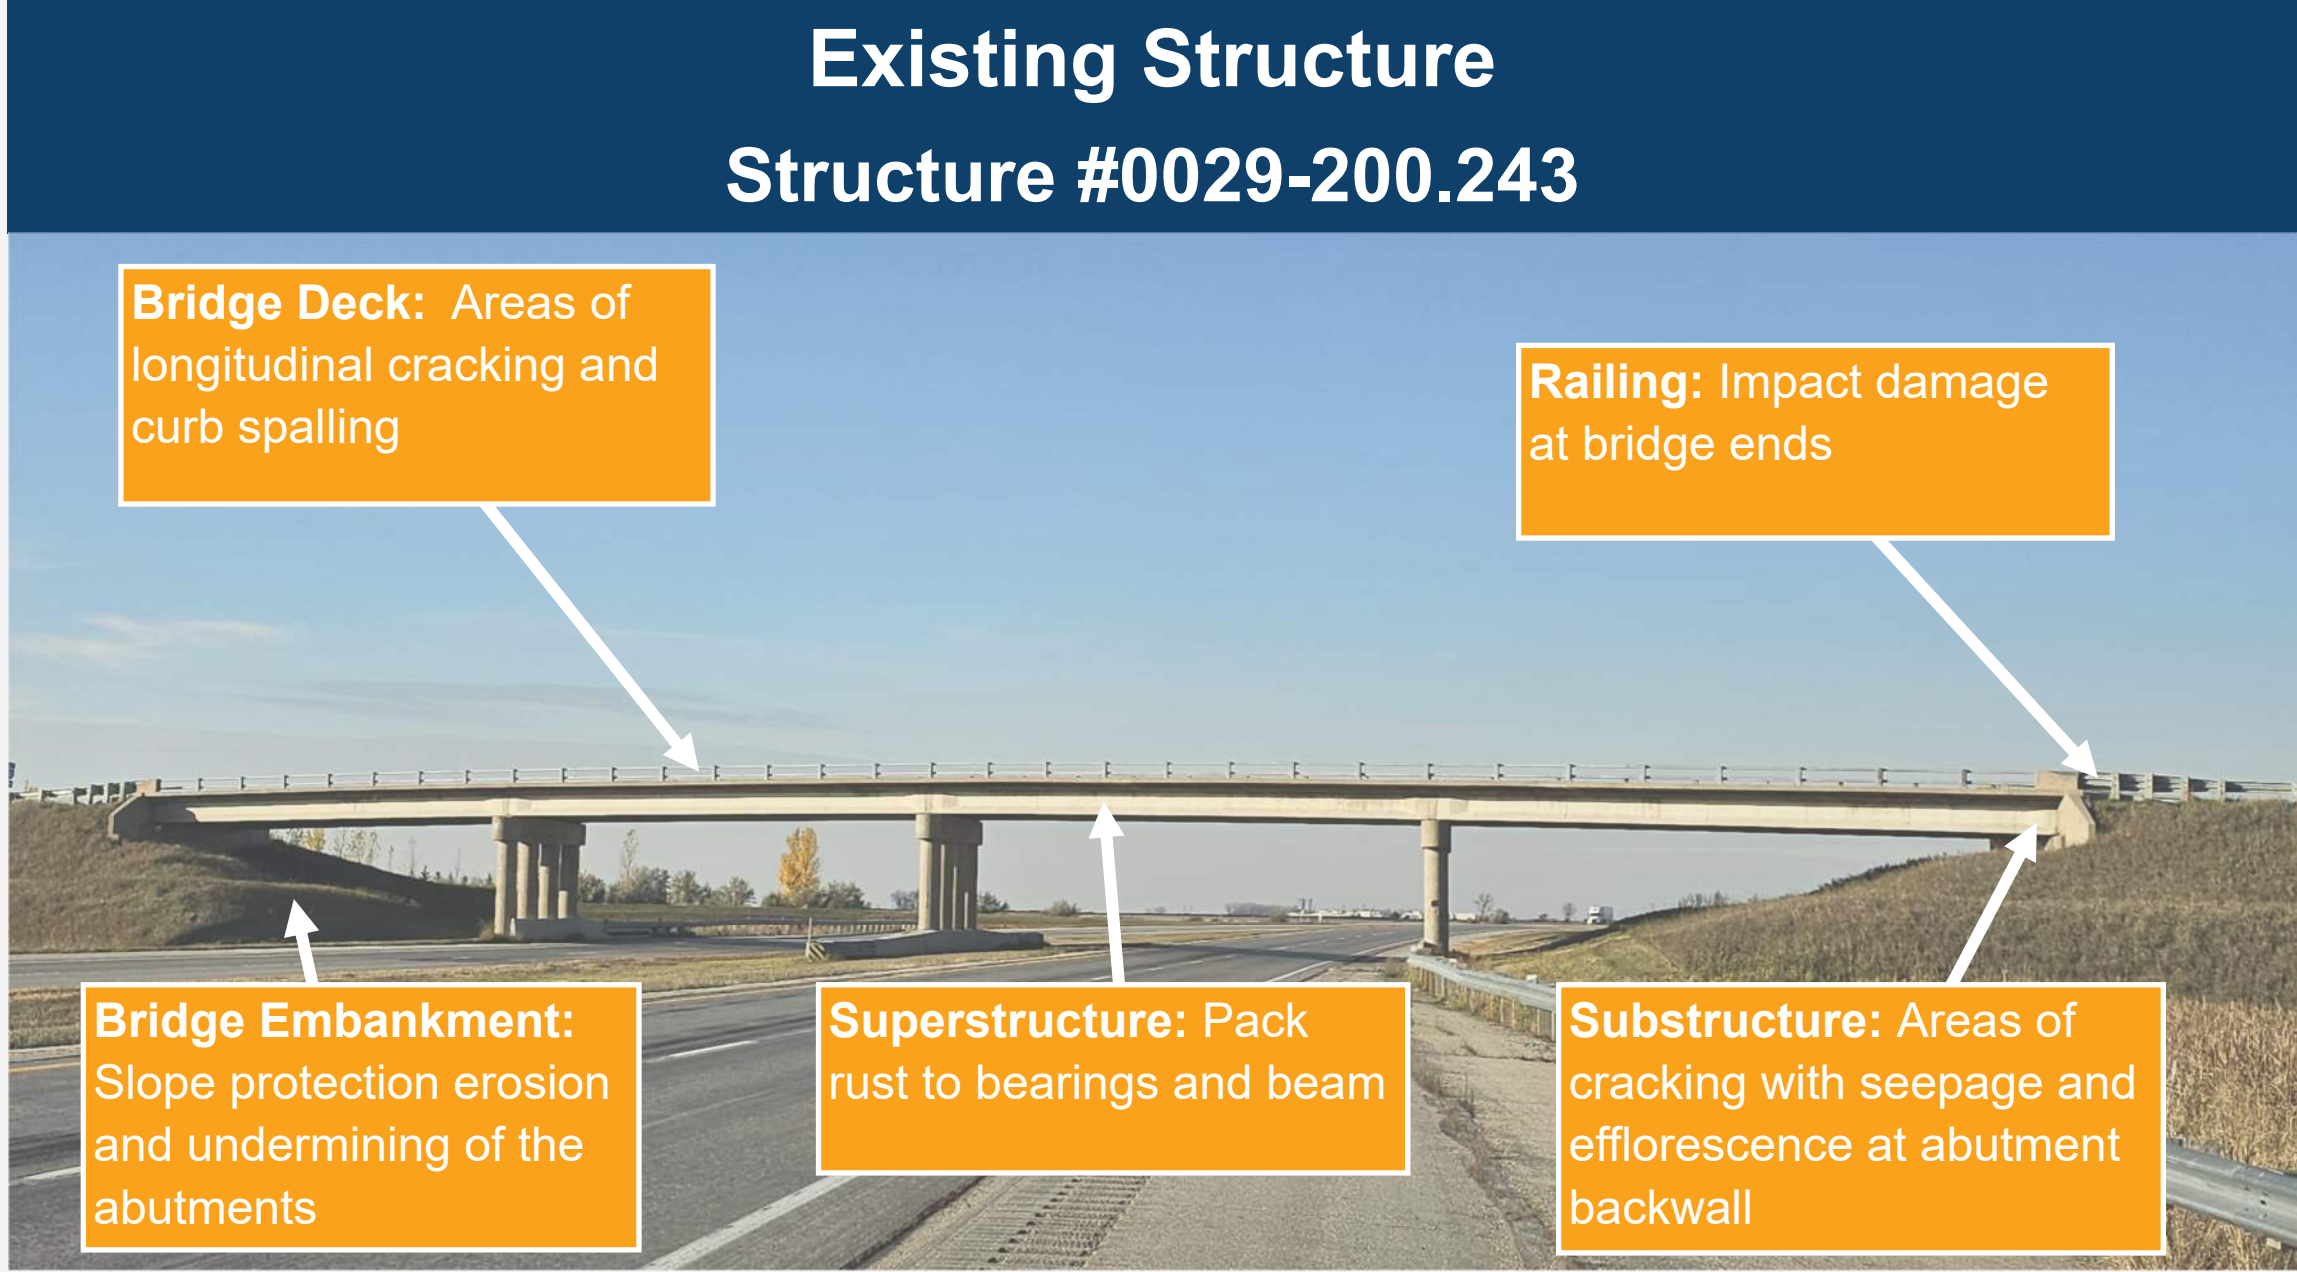 Existing Structure
Structure #0029-200.243
Bridge Deck:  Areas of
longitudinal cracking and
curb spalling
Railing: Impact damage
at bridge ends
Bridge Embankment:
Slope protection erosion
and undermining of the
abutments
Superstructure: Pack
rust to bearings and beam
Substructure: Areas of
cracking with seepage and
efflorescence at abutment
backwall